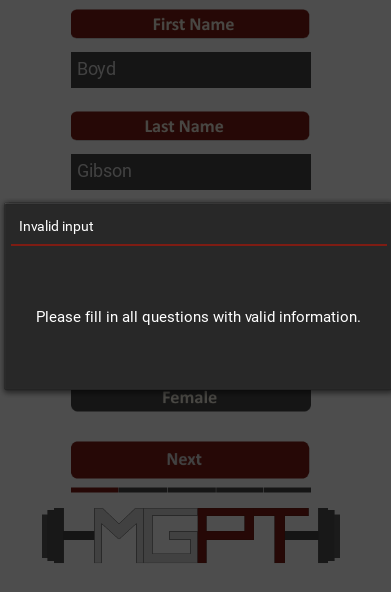 First Name
Boyd
Last Name
Gibson
Invalid input
Please fill in all questions with valid information.
Female
Next
MGPT